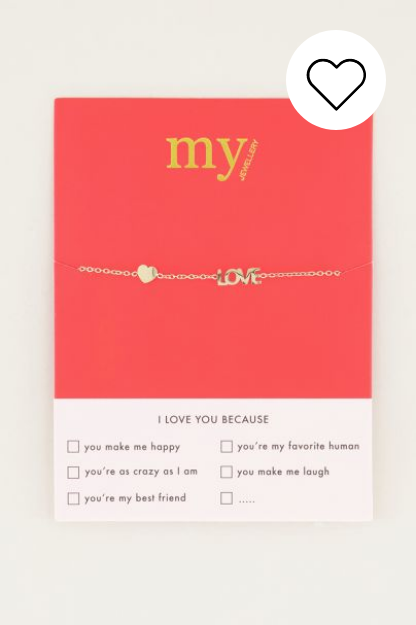 my
JEWELLERY
LOVE
I LOVE YOU BECAUSE
you make me happy
you're my favorite human
you're as crazy as I am
you make me laugh
you're my best friend
.....